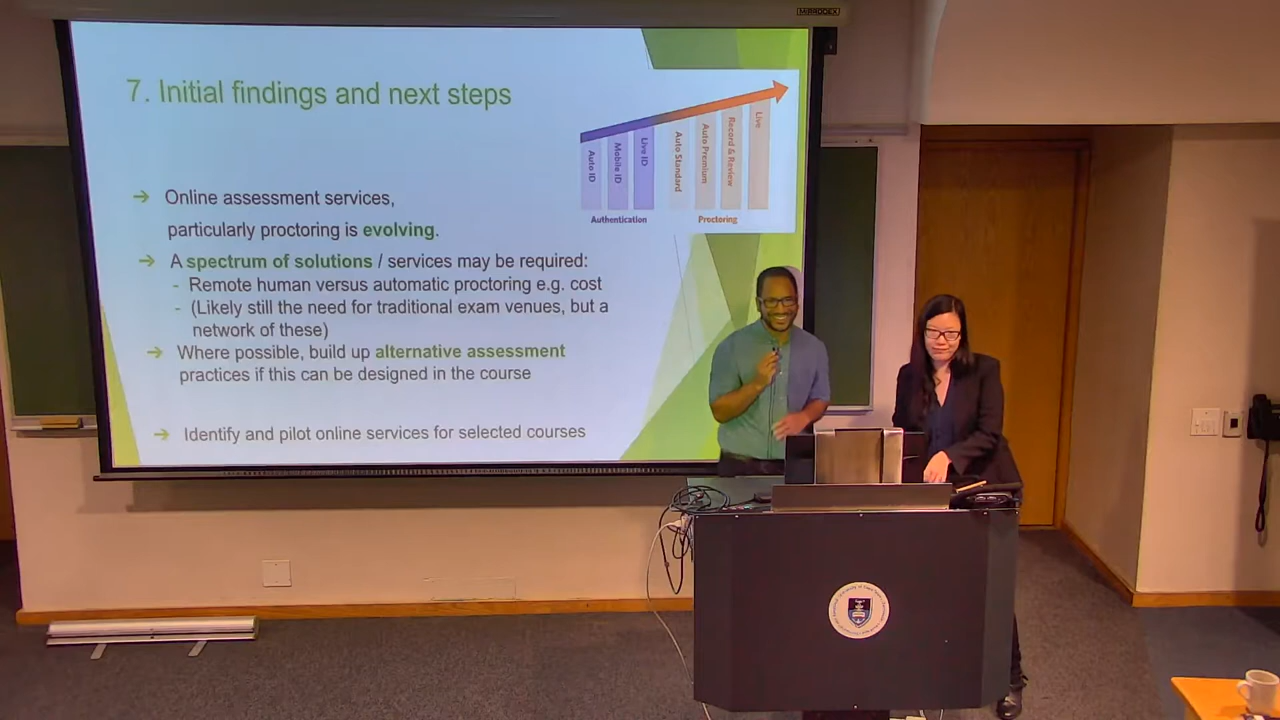 MIPRODEX
7. Initial findings and next steps
Auto ID
Mobile ID
Live ID
Auto Standard
Auto Premium
Record & Review
Live
Authentication
Proctoring
➔ Online assessment services,
particularly proctoring is evolving.
➔ A spectrum of solutions / services may be required:
- Remote human versus automatic proctoring e.g. cost
- (Likely still the need for traditional exam venues, but a
network of these)
➔ Where possible, build up alternative assessment
practices if this can be designed in the course
➔ Identify and pilot online services for selected courses